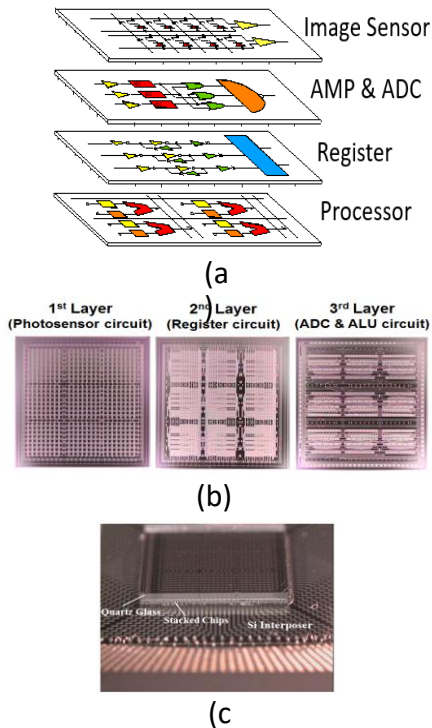 Image Sensor
AMP & ADC
Register
Processor
(a
)
1st Layer
(Photosensor circuit)
2nd Layer
(Register circuit)
3rd Layer
(ADC & ALU circuit)
(b)
Quartz Glass
Stacked Chips
Si Interposer
(c